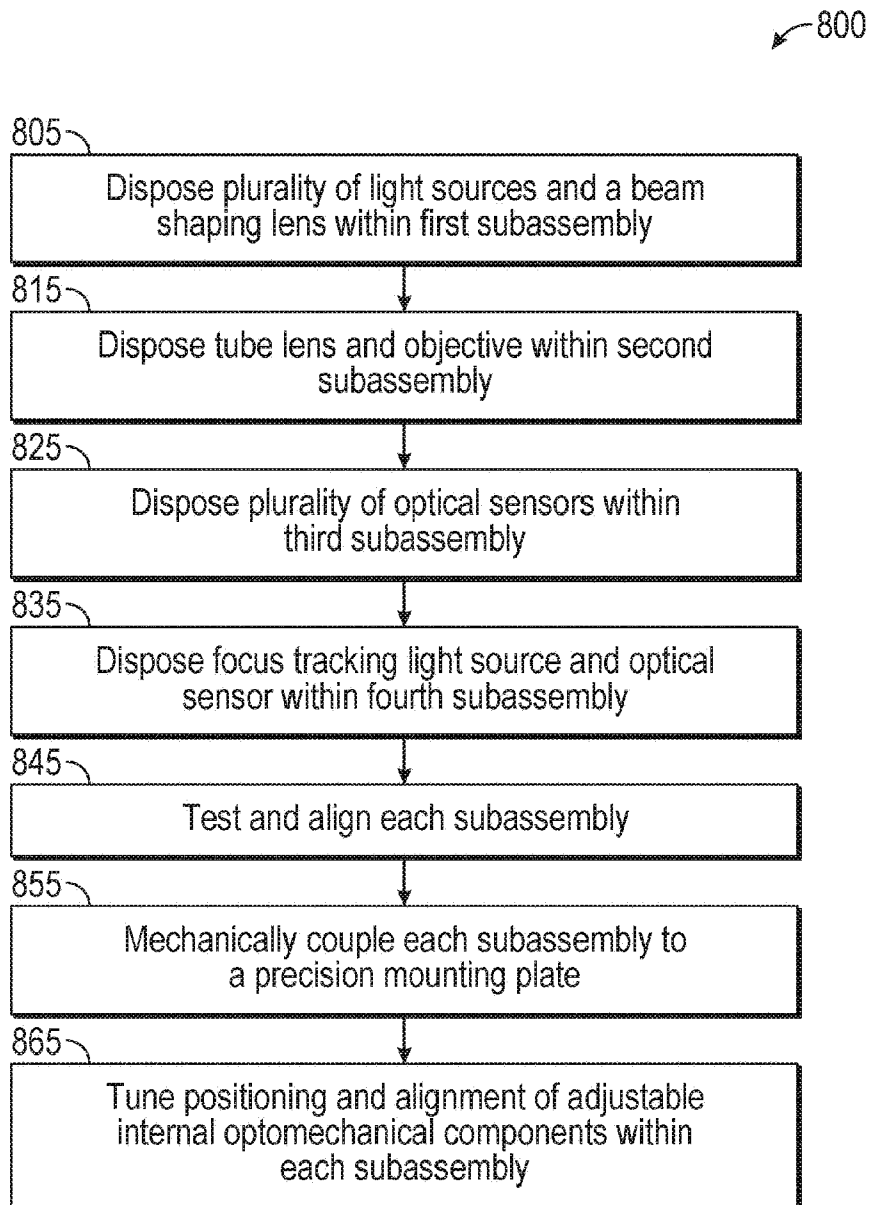 800
805
Dispose plurality of light sources and a beam
shaping lens within first subassembly
815
Dispose tube lens and objective within second
subassembly
825
Dispose plurality of optical sensors within
third subassembly
835
Dispose focus tracking light source and optical
sensor within fourth subassembly
845
Test and align each subassembly
855
Mechanically couple each subassembly to
a precision mounting plate
865
Tune positioning and alignment of adjustable
internal optomechanical components within
each subassembly